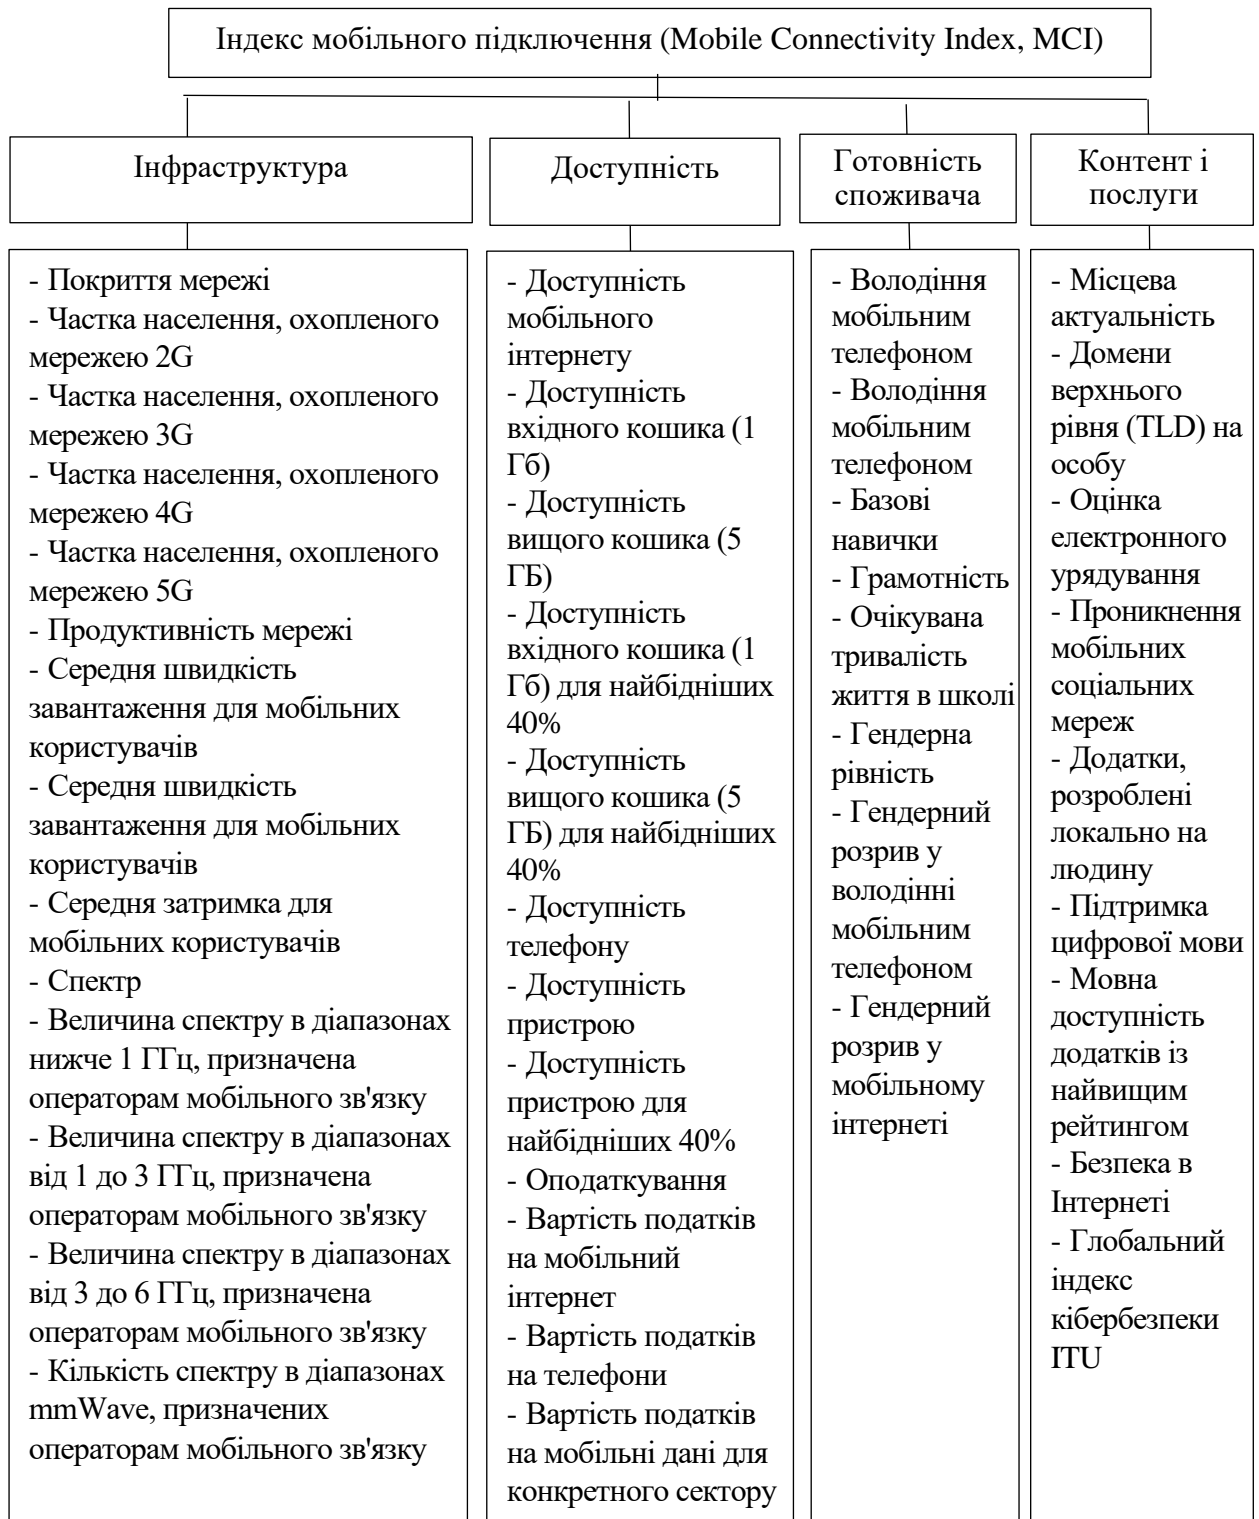 Індекс мобільного підключення (Mobile Connectivity Index, MCI)
Інфраструктура
Доступність
Готовність
споживача
Контент і
послуги
- Покриття мережі
- Частка населення, охопленого
мережею 2G
- Частка населення, охопленого
мережею 3G
- Частка населення, охопленого
мережею 4G
- Частка населення, охопленого
мережею 5G
- Продуктивність мережі
- Середня швидкість
завантаження для мобільних
користувачів
- Середня швидкість
завантаження для мобільних
користувачів
- Середня затримка для
мобільних користувачів
- Спектр
- Величина спектру в діапазонах
нижче 1 ГГц, призначена
операторам мобільного зв'язку
- Величина спектру в діапазонах
від 1 до 3 ГГц, призначена
операторам мобільного зв'язку
- Величина спектру в діапазонах
від 3 до 6 ГГц, призначена
операторам мобільного зв'язку
- Кількість спектру в діапазонах
mmWave, призначених
операторам мобільного зв'язку
- Доступність
мобільного
інтернету
- Доступність
вхідного кошика (1
Гб)
- Доступність
вищого кошика (5
ГБ)
- Доступність
вхідного кошика (1
Гб) для найбідніших
40%
- Доступність
вищого кошика (5
ГБ) для найбідніших
40%
- Доступність
телефону
- Доступність
пристрою
- Доступність
пристрою для
найбідніших 40%
- Оподаткування
- Вартість податків
на мобільний
інтернет
- Вартість податків
на телефони
- Вартість податків
на мобільні дані для
конкретного сектору
- Володіння
мобільним
телефоном
- Володіння
мобільним
телефоном
- Базові
навички
- Грамотність
- Очікувана
тривалість
життя в школі
- Гендерна
рівність
- Гендерний
розрив у
володінні
мобільним
телефоном
- Гендерний
розрив у
мобільному
інтернеті
- Місцева
актуальність
- Домени
верхнього
рівня (TLD) на
особу
- Оцінка
електронного
урядування
- Проникнення
мобільних
соціальних
мереж
- Додатки,
розроблені
локально на
людину
- Підтримка
цифрової мови
- Мовна
доступність
додатків із
найвищим
рейтингом
- Безпека в
Інтернеті
- Глобальний
індекс
кібербезпеки
ITU